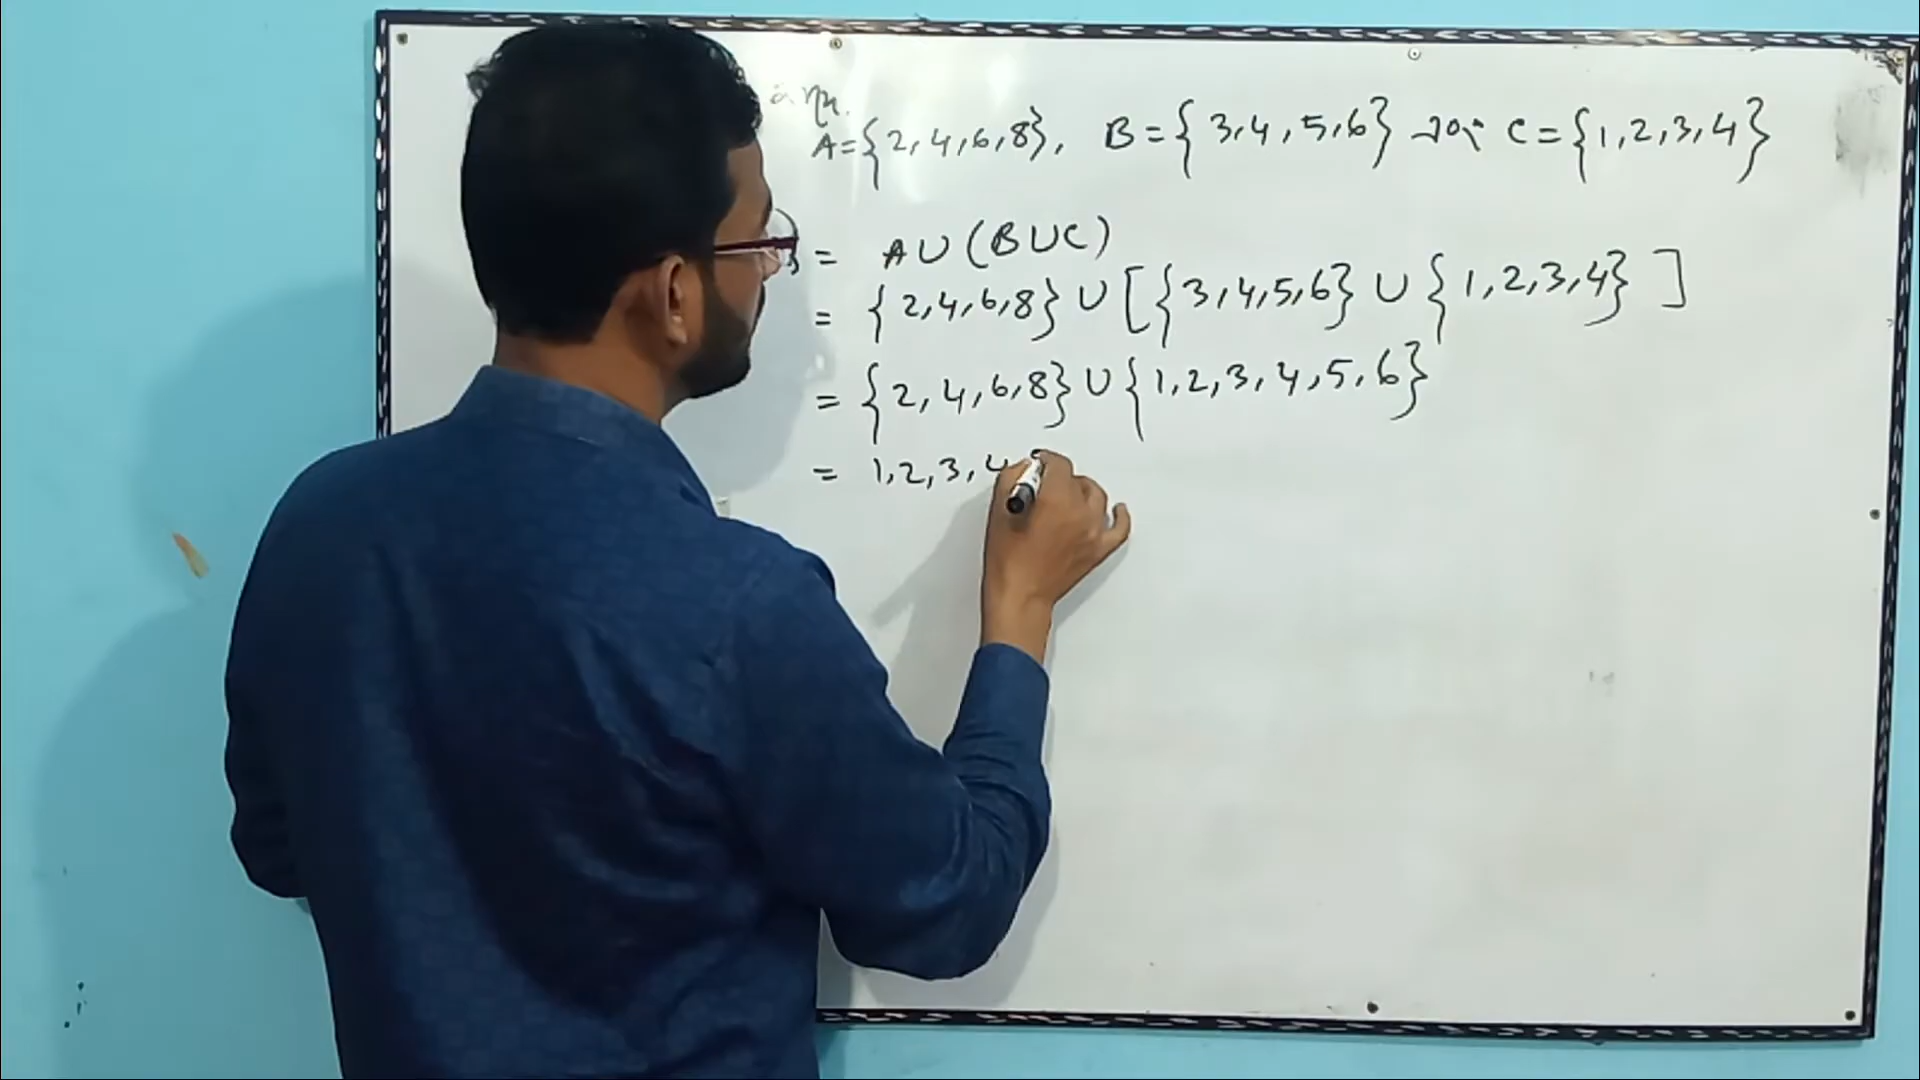 A={2,4,6,8}, B={3,4,5,6} এবং C={1,2,3,4}
= A∪(B∪C)
= {2,4,6,8}∪[{3,4,5,6}∪{1,2,3,4}]
= {2,4,6,8}∪{1,2,3,4,5,6}
= 1,2,3,4